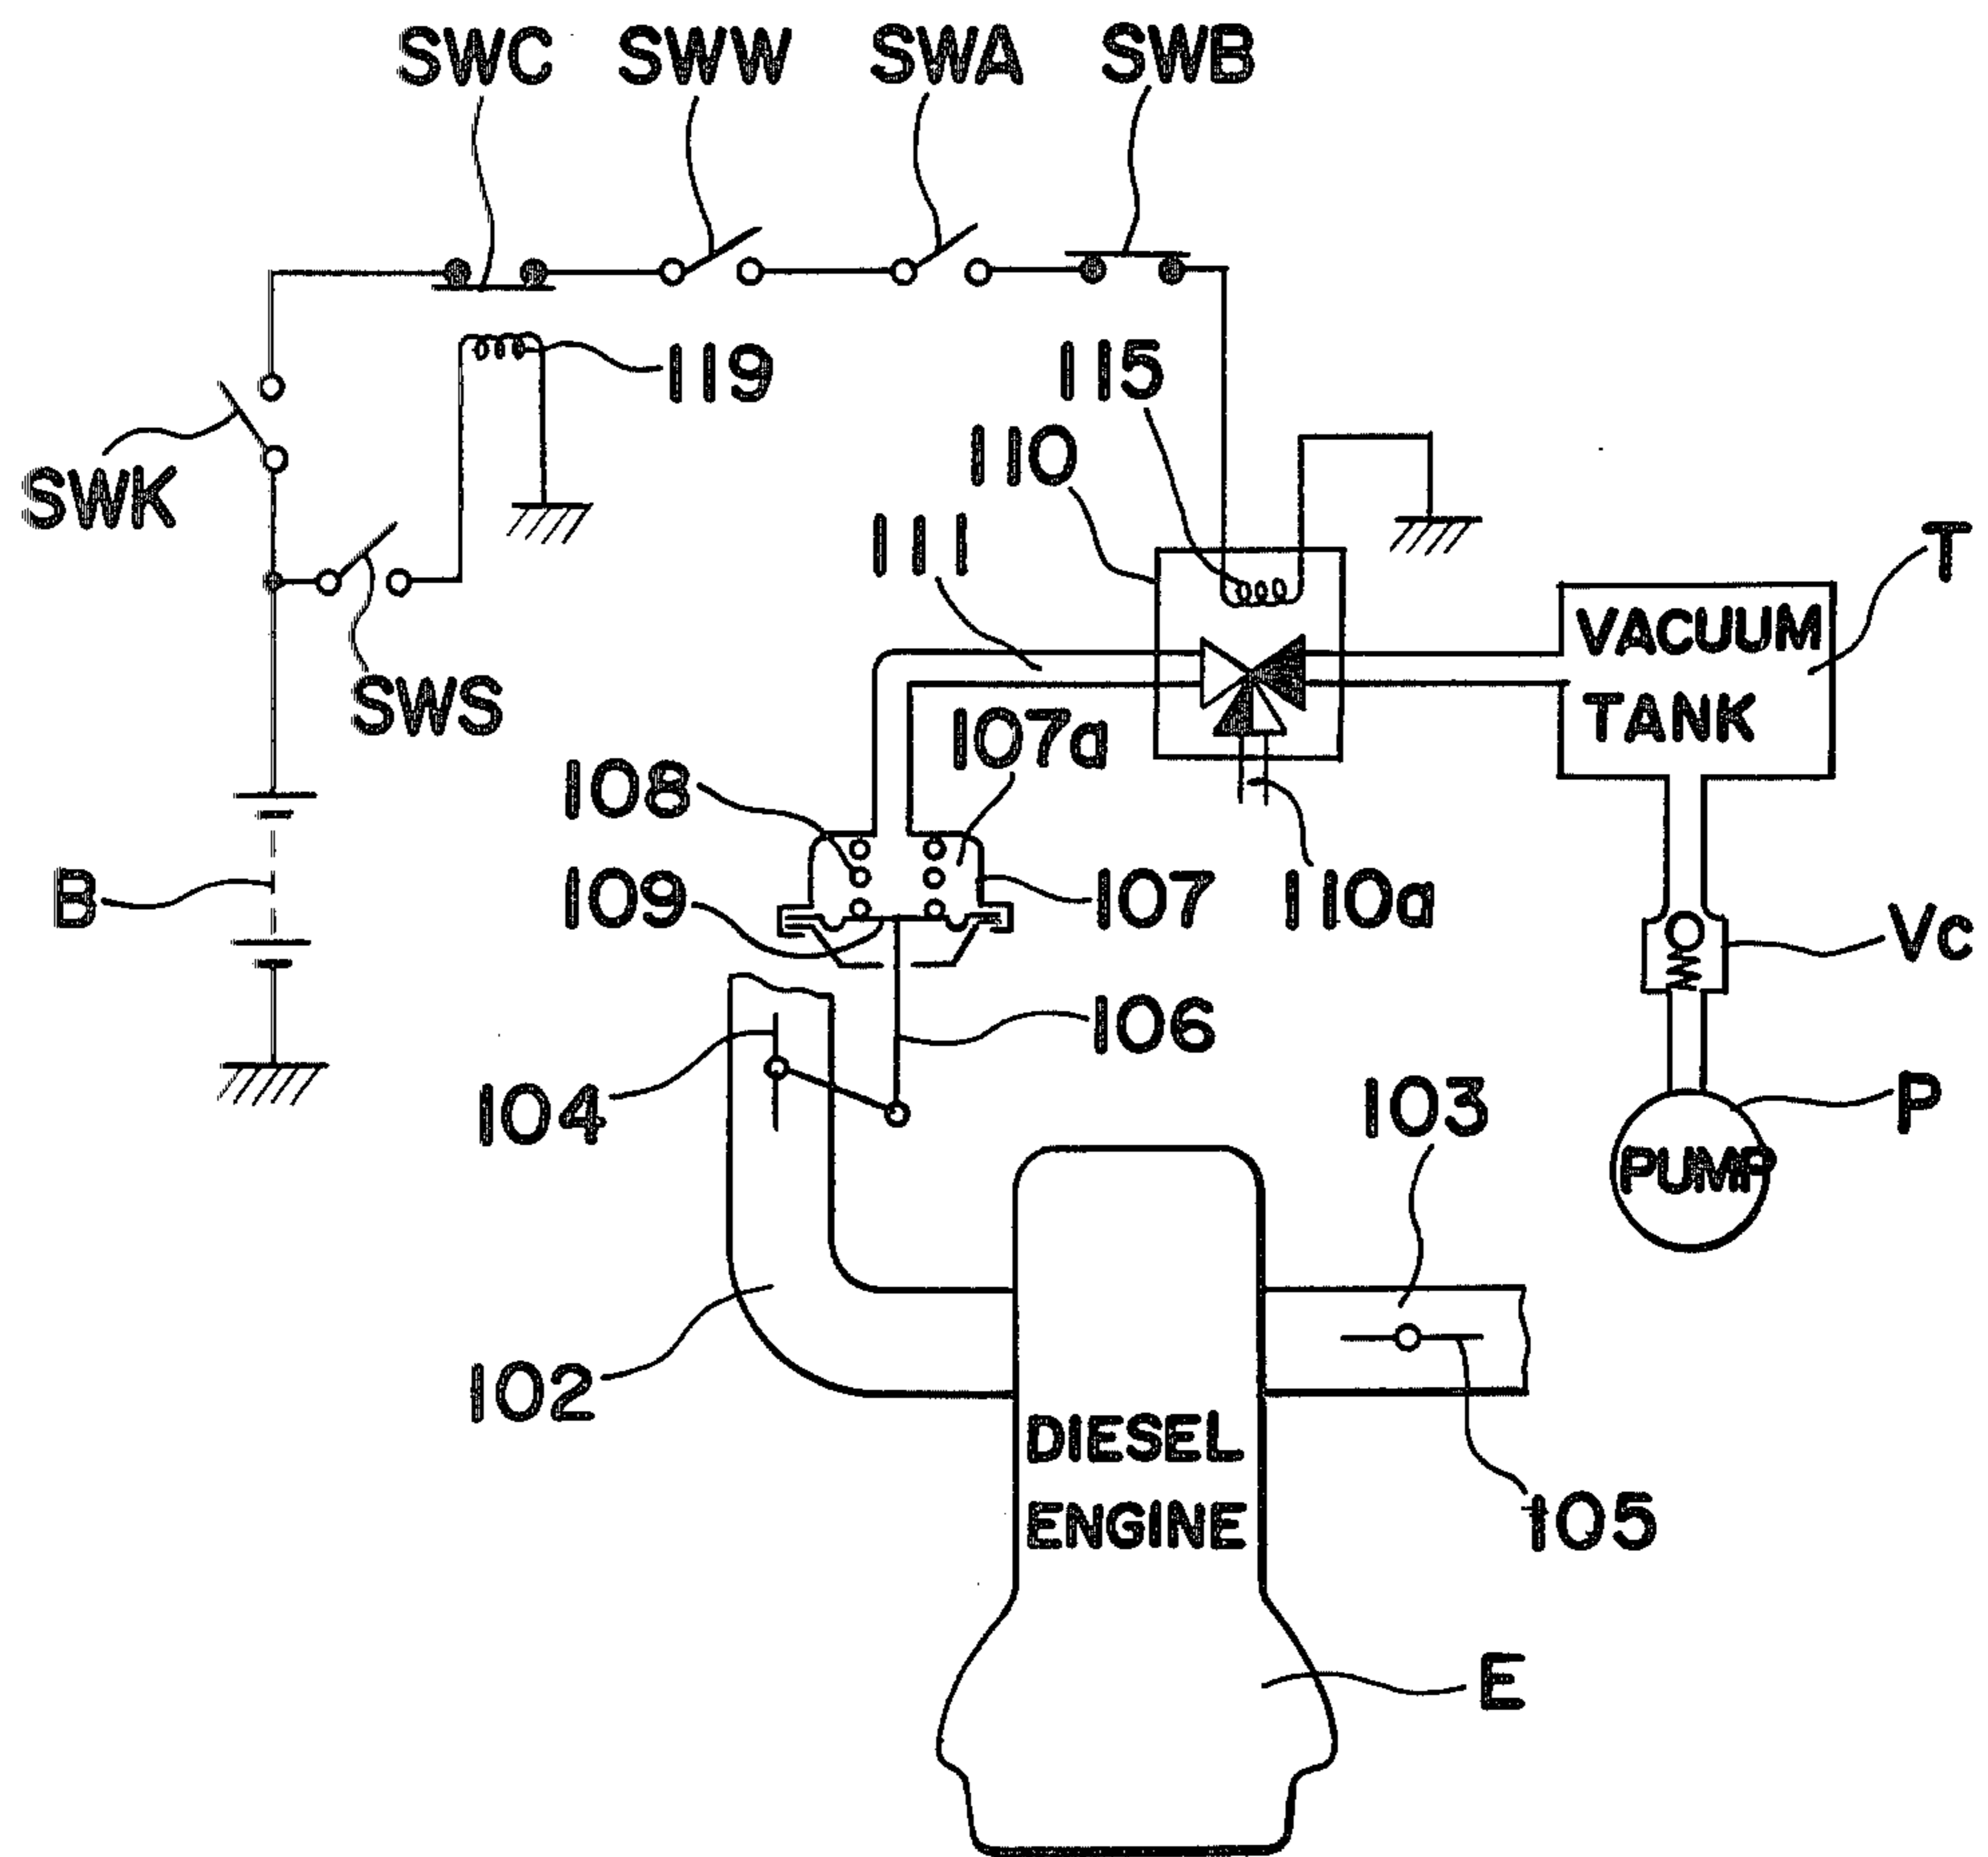 SWC SWW SWA SWB
119 115
110
SWK
111 T
VACUUM
SWS TANK
107a
108
B 109 107 110a
Vc
106
104 103 P
PUMP
102
DIESEL
ENGINE 105
E